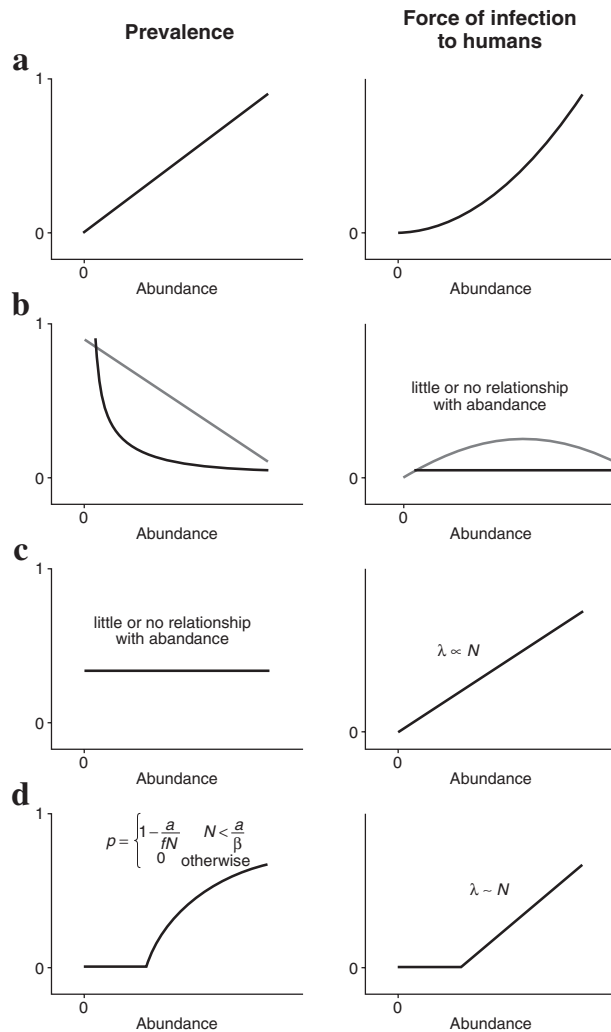 Prevalence
Force of infection
to humans
a
1
0
0
Abundance
0
0
Abundance
b
1
0
0
Abundance
little or no relationship
with abundance
0
0
Abundance
c
1
little or no relationship
with abundance
0
0
Abundance
λ ∝ N
0
0
Abundance
d
1
p = { 1 − a/fN N < a/β
0 otherwise
0
0
Abundance
λ ~ N
0
0
Abundance